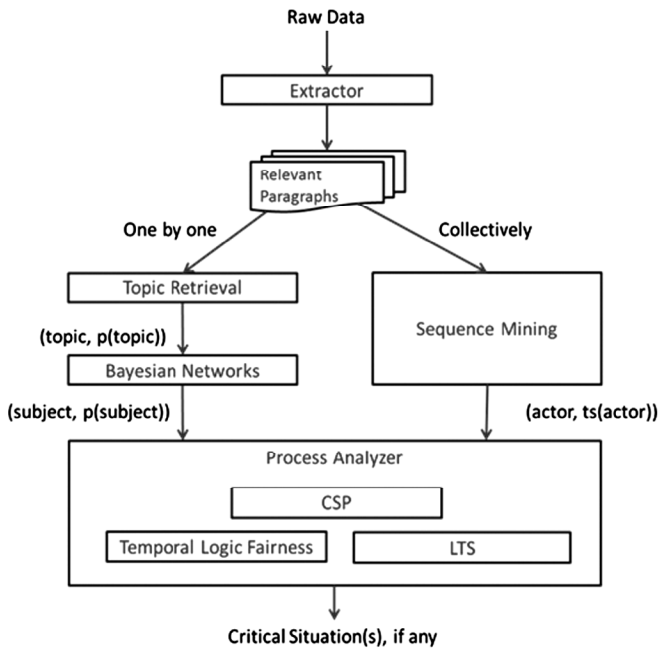 Raw Data
Extractor
Relevant
Paragraphs
One by one
Collectively
Topic Retrieval
Sequence Mining
(topic, p(topic))
Bayesian Networks
(subject, p(subject))
(actor, ts(actor))
Process Analyzer
CSP
Temporal Logic Fairness
LTS
Critical Situation(s), if any